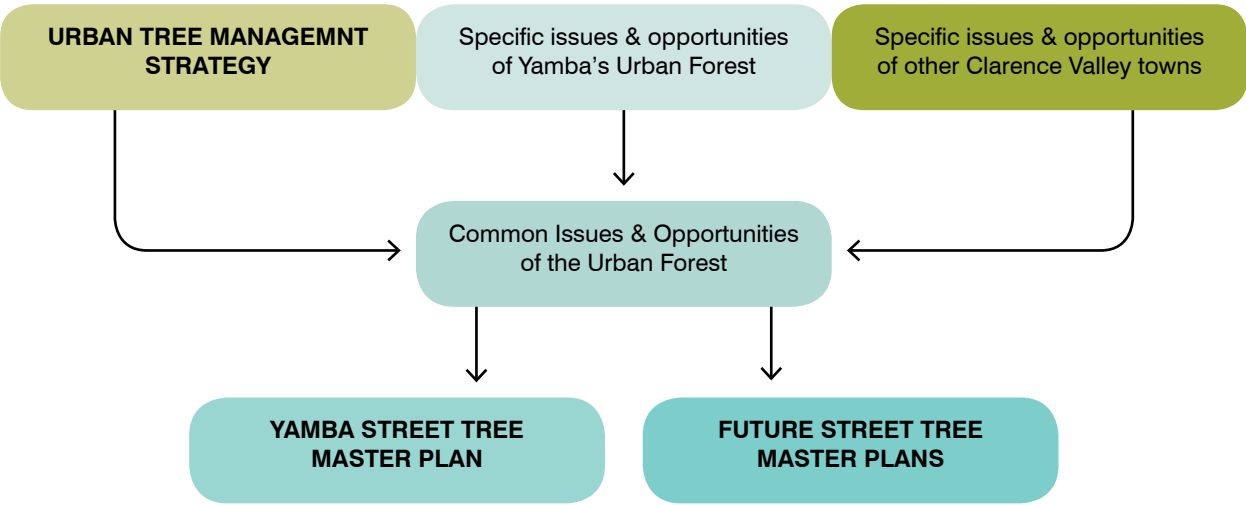 URBAN TREE MANAGEMNT
STRATEGY
Specific issues & opportunities
of Yamba's Urban Forest
Specific issues & opportunities
of other Clarence Valley towns
Common Issues & Opportunities
of the Urban Forest
YAMBA STREET TREE
MASTER PLAN
FUTURE STREET TREE
MASTER PLANS